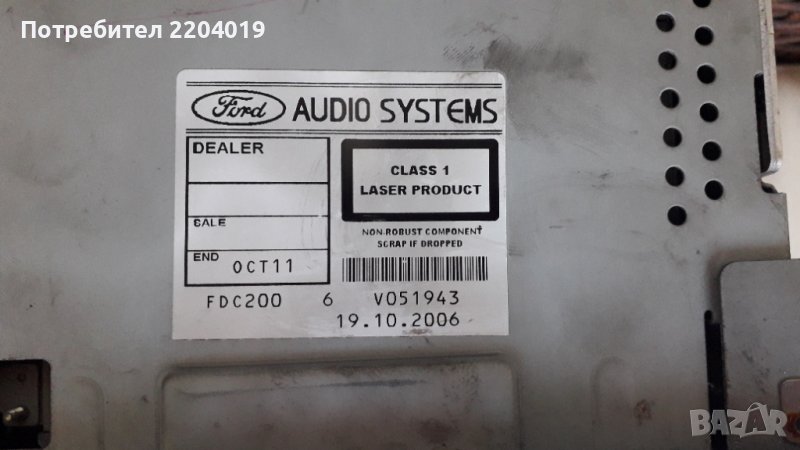 Потребител 2204019
Ford AUDIO SYSTEMS
DEALER
CLASS 1
LASER PRODUCT
SALE
NON-ROBUST COMPONENT
SCRAP IF DROPPED
END OCT11
FDC200 6 V051943
19.10.2006
BAZAR